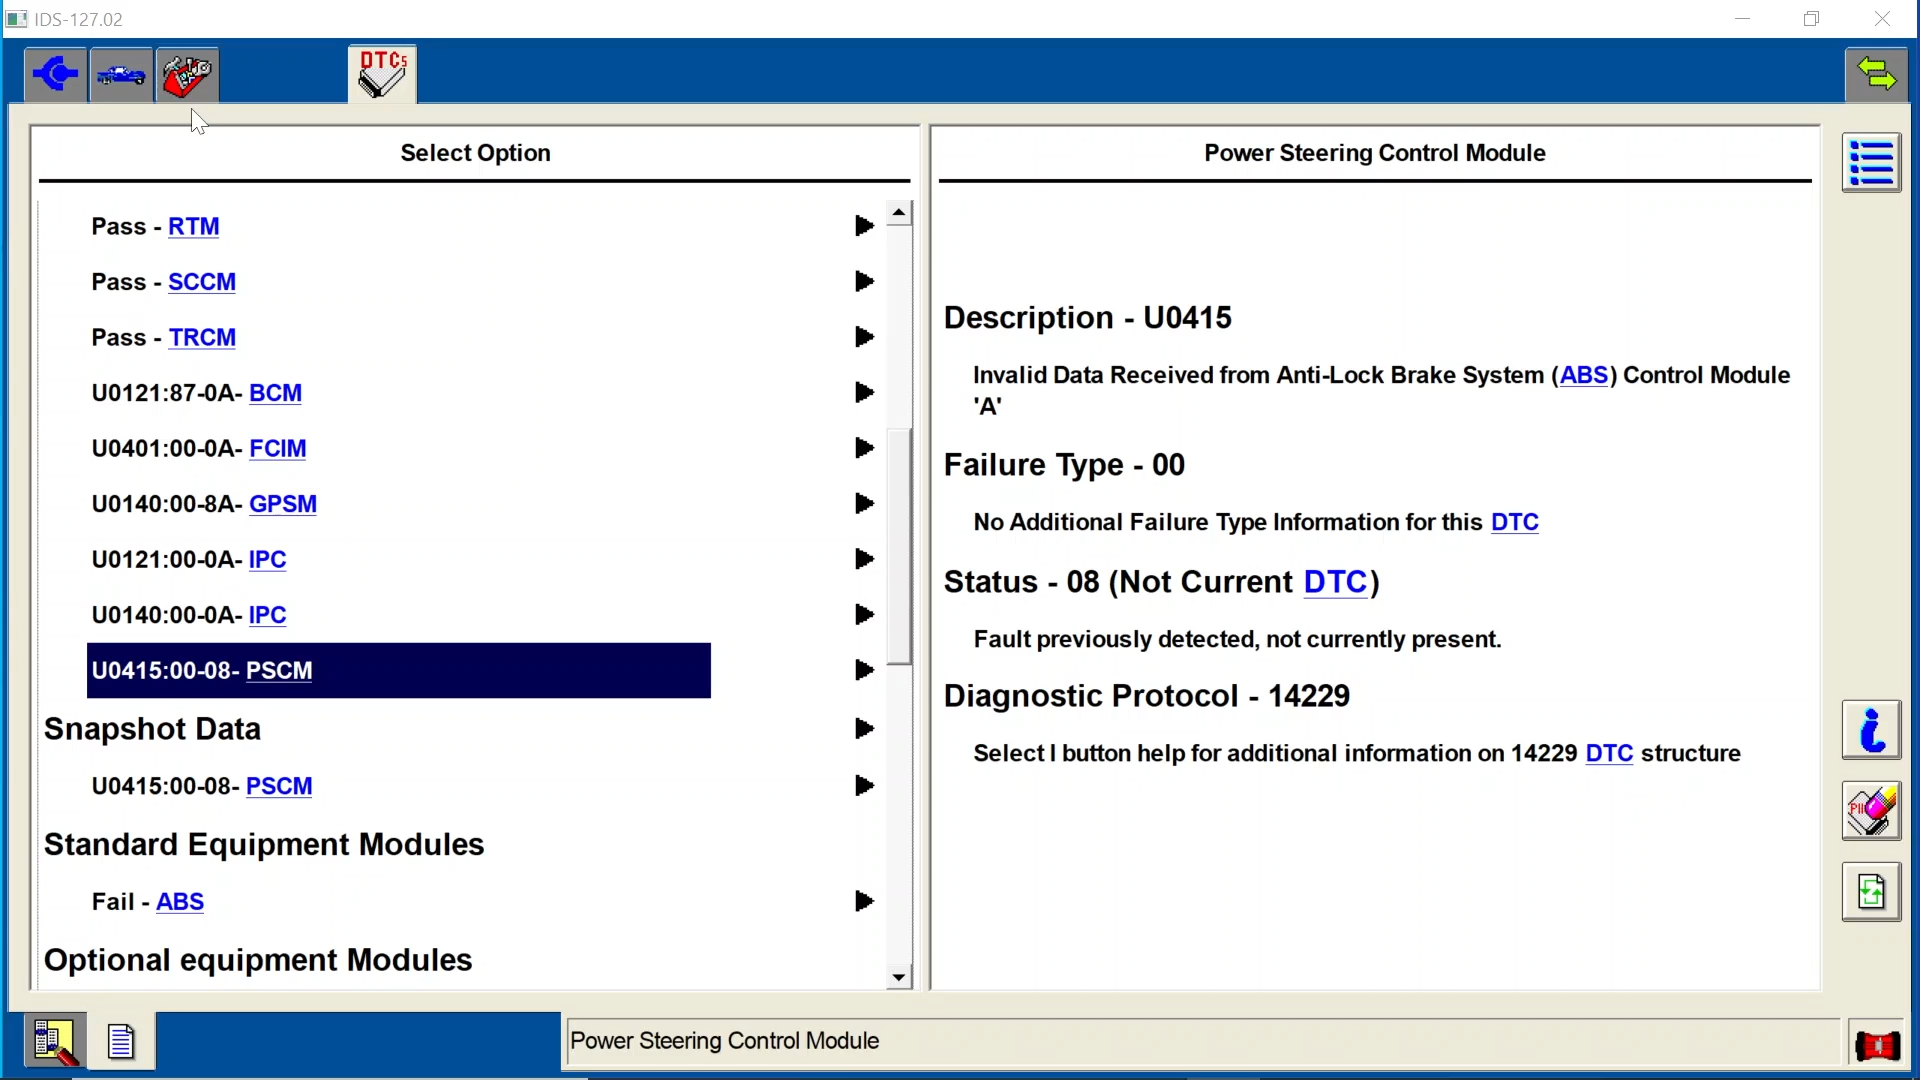 IDS-127.02
DTCs
Select Option
Pass - RTM
Pass - SCCM
Pass - TRCM
U0121:87-0A- BCM
U0401:00-0A- FCIM
U0140:00-8A- GPSM
U0121:00-0A- IPC
U0140:00-0A- IPC
U0415:00-08- PSCM
Snapshot Data
U0415:00-08- PSCM
Standard Equipment Modules
Fail - ABS
Optional equipment Modules
Power Steering Control Module
Description - U0415
Invalid Data Received from Anti-Lock Brake System (ABS) Control Module
'A'
Failure Type - 00
No Additional Failure Type Information for this DTC
Status - 08 (Not Current DTC)
Fault previously detected, not currently present.
Diagnostic Protocol - 14229
Select I button help for additional information on 14229 DTC structure
Power Steering Control Module